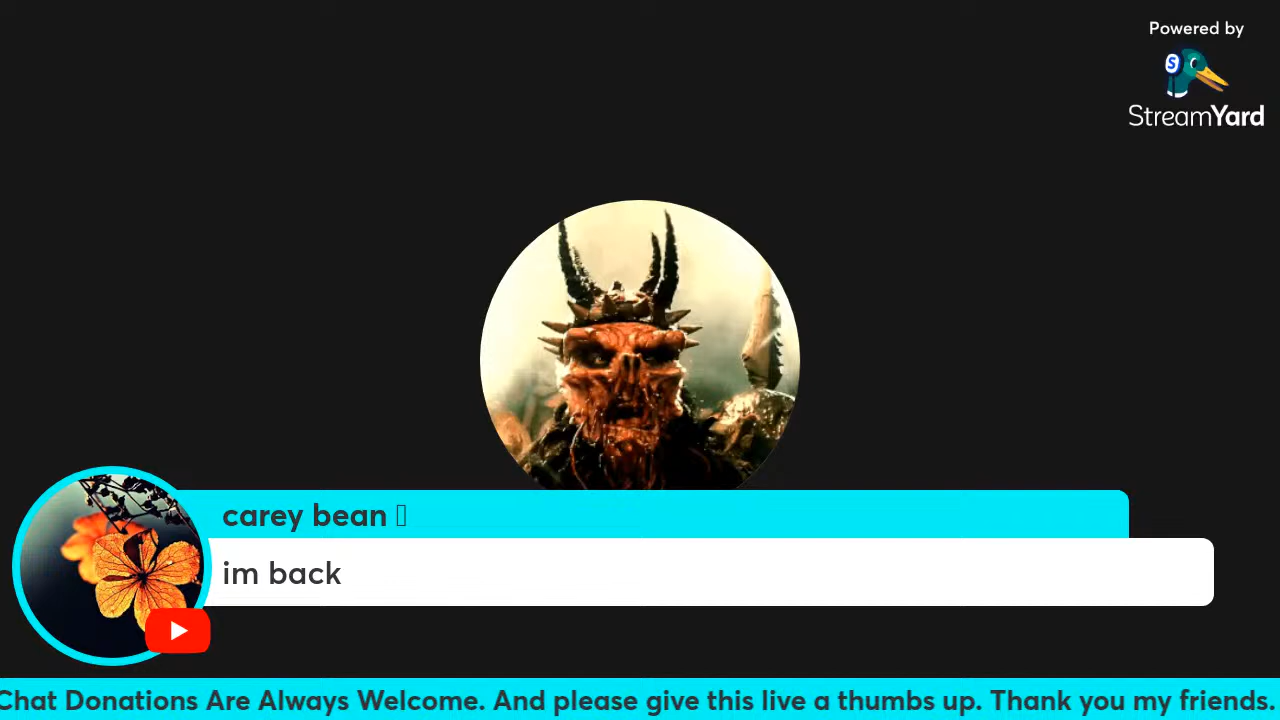 Powered by
S
StreamYard
carey bean
im back
Chat Donations Are Always Welcome. And please give this live a thumbs up. Thank you my friends.